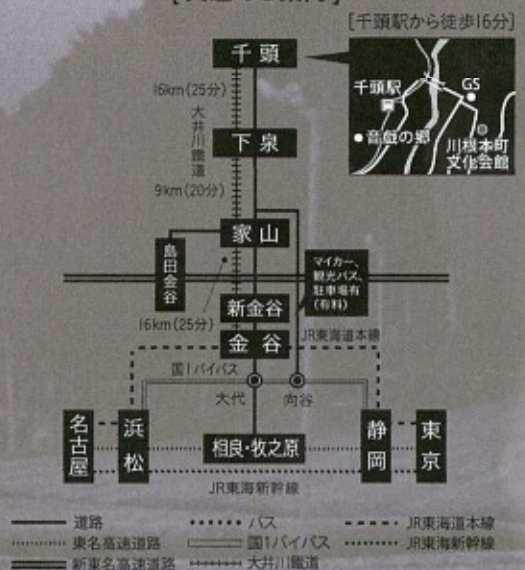 [千頭駅から徒歩16分]
千頭
千頭駅
GS
音戯の郷
川根本町
文化会館
16km(25分)
大井川鐵道
下泉
9km(20分)
家山
島田金谷
マイカー、
観光バス、
駐車場有
(有料)
新金谷
16km(25分)
金谷
JR東海道本線
国1バイパス
大代
向谷
名古屋
浜松
相良・牧之原
静岡
東京
JR東海新幹線
道路
バス
JR東海道本線
東名高速道路
国1バイパス
JR東海新幹線
新東名高速道路
大井川鐵道